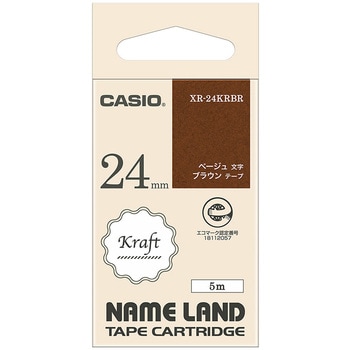 CASIO
XR-24KRBR
24mm
ベージュ 文字
ブラウン テープ
Kraft
エコマーク認定番号
18112057
5m
NAME LAND
TAPE CARTRIDGE